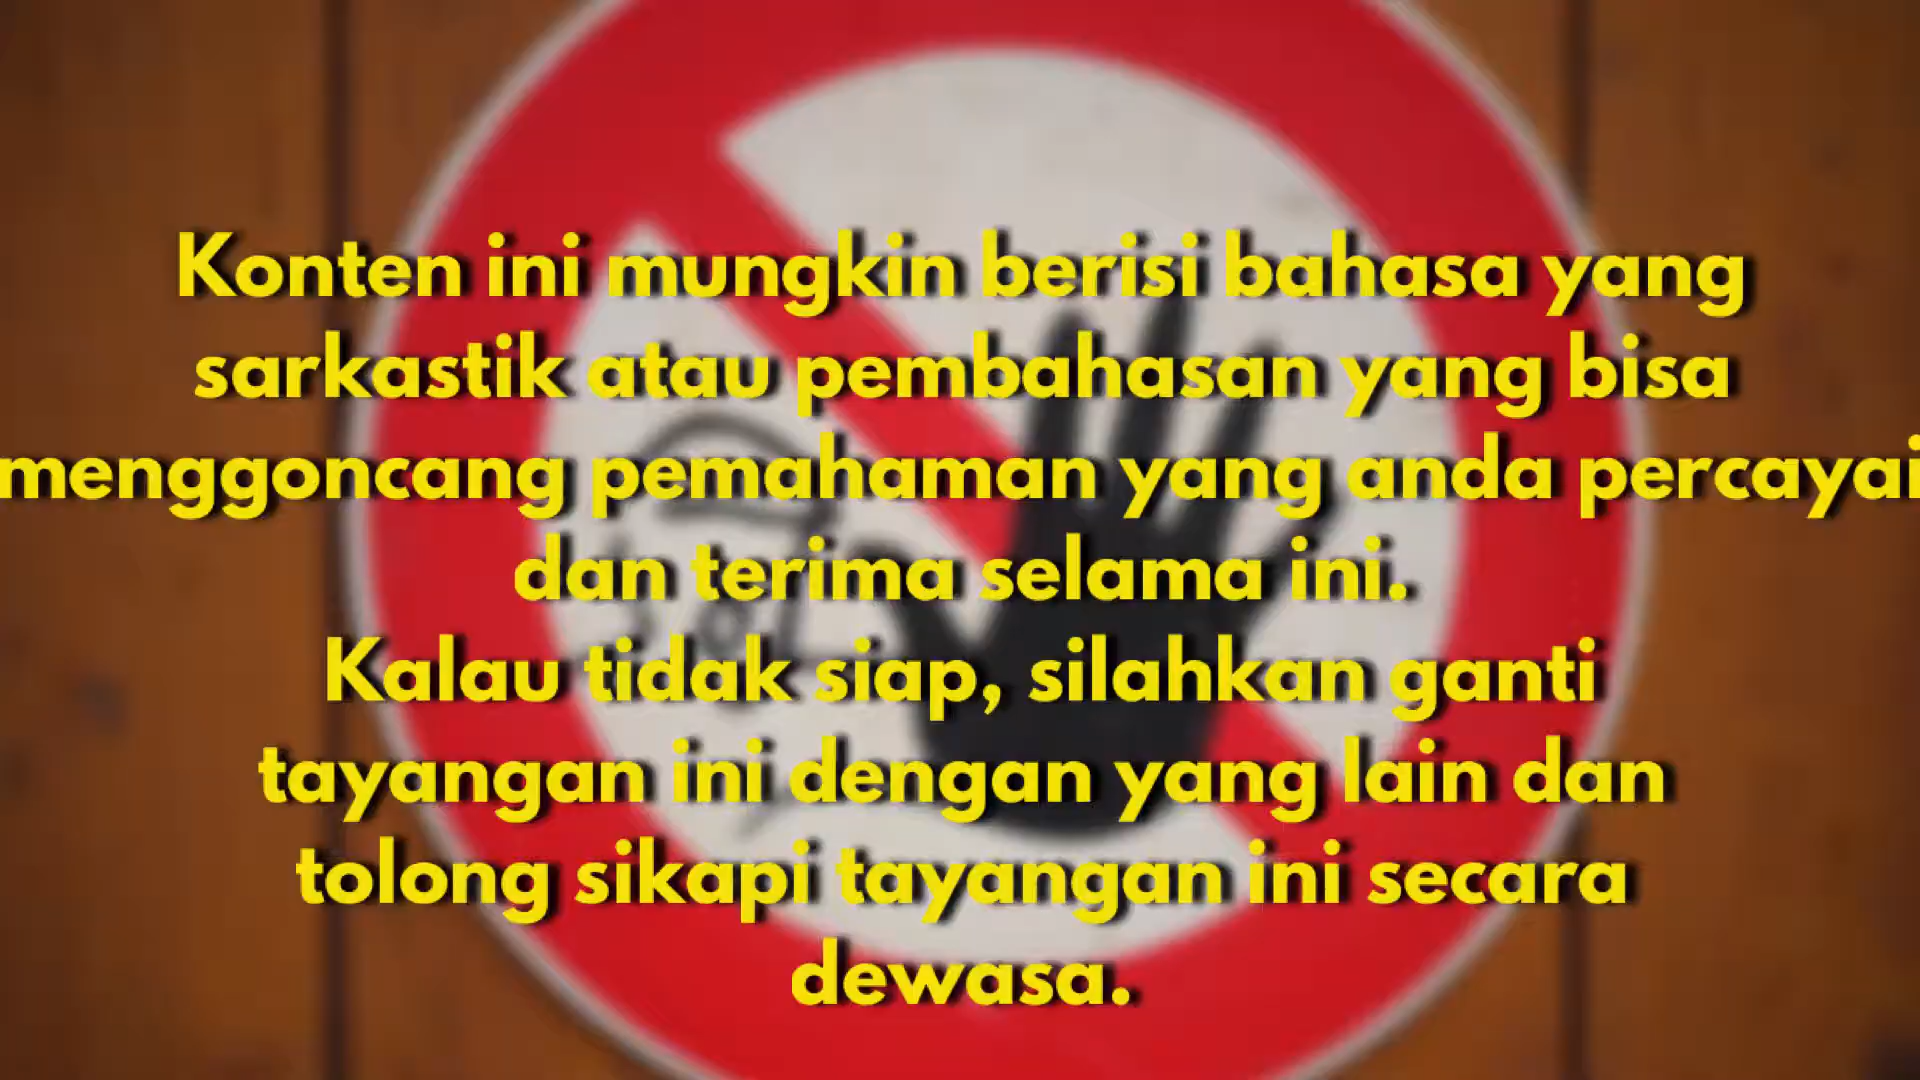 Konten ini mungkin berisi bahasa yang
sarkastik atau pembahasan yang bisa
menggoncang pemahaman yang anda percayai
dan terima selama ini.
Kalau tidak siap, silahkan ganti
tayangan ini dengan yang lain dan
tolong sikapi tayangan ini secara
dewasa.